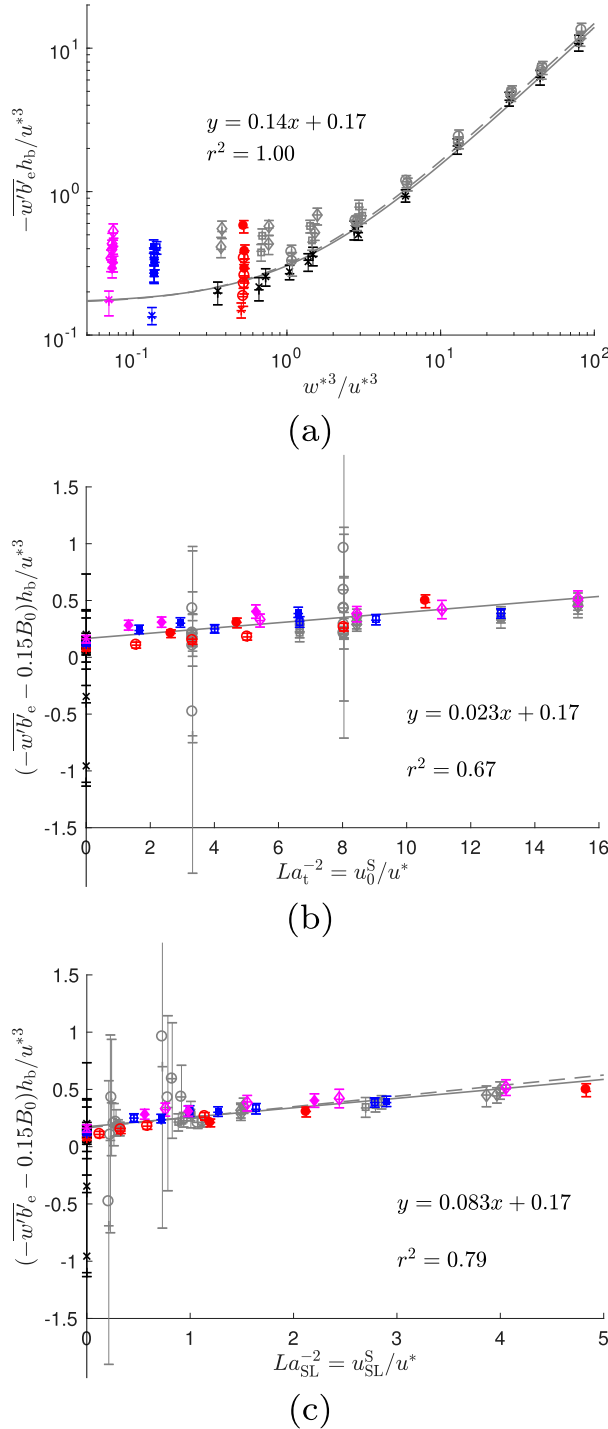 10^1
10^0
10^-1
-\overline{w'b'}_e h_b/u^{*3}
y = 0.14x + 0.17
r^2 = 1.00
10^-1 10^0 10^1 10^2
w^{*3}/u^{*3}
(a)
1.5
1
0.5
0
-0.5
-1
-1.5
(-\overline{w'b'}_e - 0.15B_0)h_b/u^{*3}
y = 0.023x + 0.17
r^2 = 0.67
0 2 4 6 8 10 12 14 16
La_t^{-2} = u_0^S/u^*
(b)
1.5
1
0.5
0
-0.5
-1
-1.5
(-\overline{w'b'}_e - 0.15B_0)h_b/u^{*3}
y = 0.083x + 0.17
r^2 = 0.79
0 1 2 3 4 5
La_{SL}^{-2} = u_{SL}^S/u^*
(c)